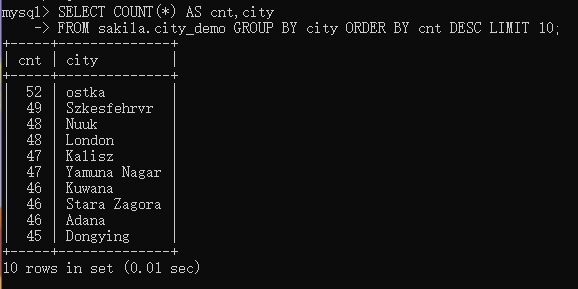 mysql> SELECT COUNT(*) AS cnt,city
    -> FROM sakila.city_demo GROUP BY city ORDER BY cnt DESC LIMIT 10;
+-----+--------------+
| cnt | city         |
+-----+--------------+
|  52 | ostka        |
|  49 | Szkesfehrvr  |
|  48 | Nuuk         |
|  48 | London       |
|  47 | Kalisz       |
|  47 | Yamuna Nagar |
|  46 | Kuwana       |
|  46 | Stara Zagora |
|  46 | Adana        |
|  45 | Dongying     |
+-----+--------------+
10 rows in set (0.01 sec)